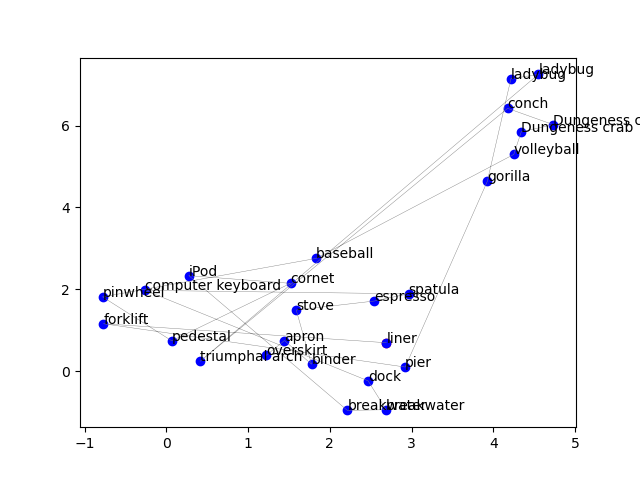 ladybug
ladybug
conch
Dungeness c
Dungeness crab
volleyball
gorilla
baseball
iPod
cornet
computer keyboard
pinwheel
spatula
espresso
stove
forklift
pedestal
apron
liner
overskirt
triumphal arch
binder
pier
dock
breakwater
breakwater
6
4
2
0
−1 0 1 2 3 4 5